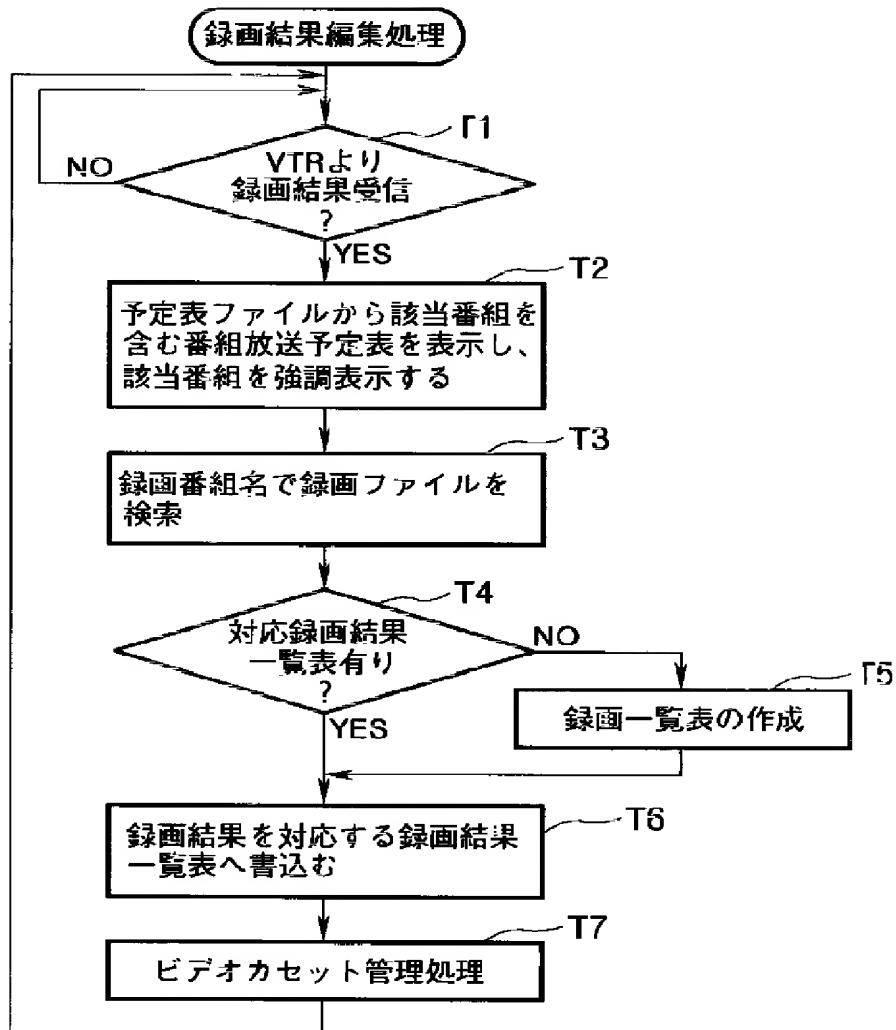 録画結果編集処理
T1
NO
VTRより
録画結果受信
?
YES
T2
予定表ファイルから該当番組を
含む番組放送予定表を表示し、
該当番組を強調表示する
T3
録画番組名で録画ファイルを
検索
T4
対応録画結果
一覧表有り
?
NO
YES
T5
録画一覧表の作成
T6
録画結果を対応する録画結果
一覧表へ書込む
T7
ビデオカセット管理処理